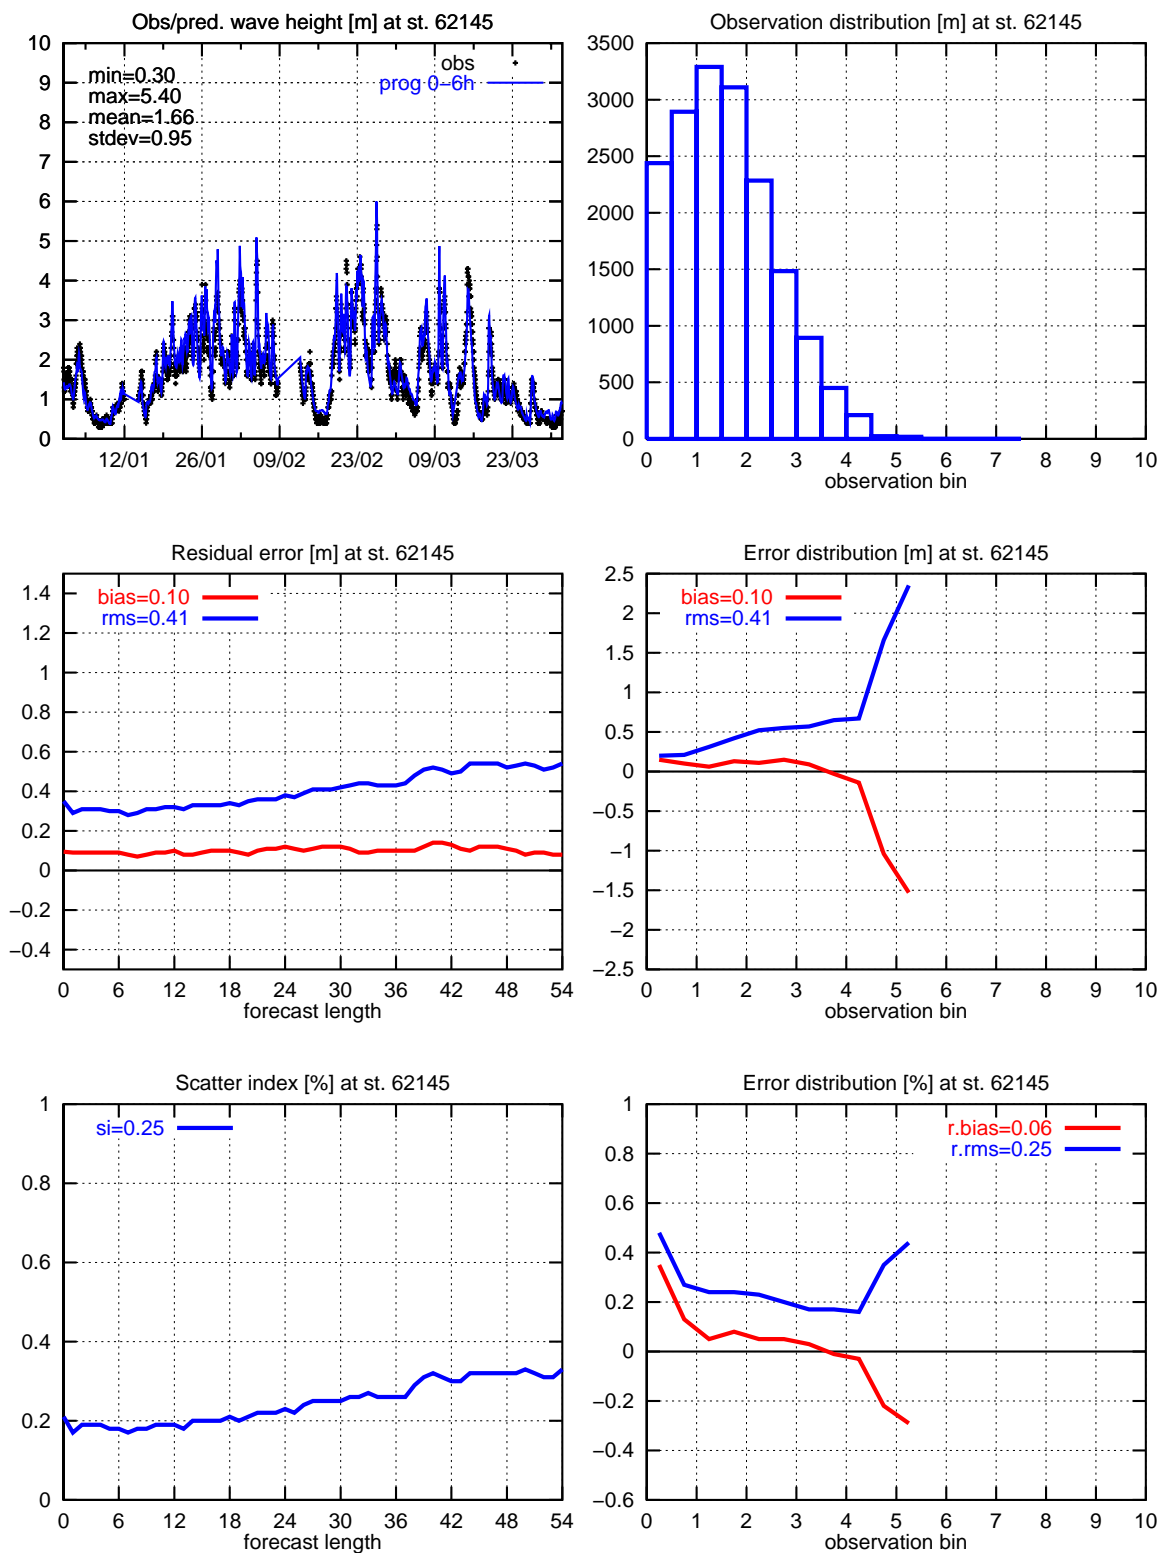 Obs/pred. wave height [m] at st. 62145
10
9
8
7
6
5
4
3
2
1
0
min=0.30
max=5.40
mean=1.66
stdev=0.95
obs
prog 0−6h
12/01 26/01 09/02 23/02 09/03 23/03
Observation distribution [m] at st. 62145
3500
3000
2500
2000
1500
1000
500
0
0 1 2 3 4 5 6 7 8 9 10
observation bin
Residual error [m] at st. 62145
1.4
1.2
1
0.8
0.6
0.4
0.2
0
−0.2
−0.4
bias=0.10
rms=0.41
0 6 12 18 24 30 36 42 48 54
forecast length
Error distribution [m] at st. 62145
2.5
2
1.5
1
0.5
0
−0.5
−1
−1.5
−2
−2.5
bias=0.10
rms=0.41
0 1 2 3 4 5 6 7 8 9 10
observation bin
Scatter index [%] at st. 62145
1
0.8
0.6
0.4
0.2
0
si=0.25
0 6 12 18 24 30 36 42 48 54
forecast length
Error distribution [%] at st. 62145
1
0.8
0.6
0.4
0.2
0
−0.2
−0.4
−0.6
r.bias=0.06
r.rms=0.25
0 1 2 3 4 5 6 7 8 9 10
observation bin